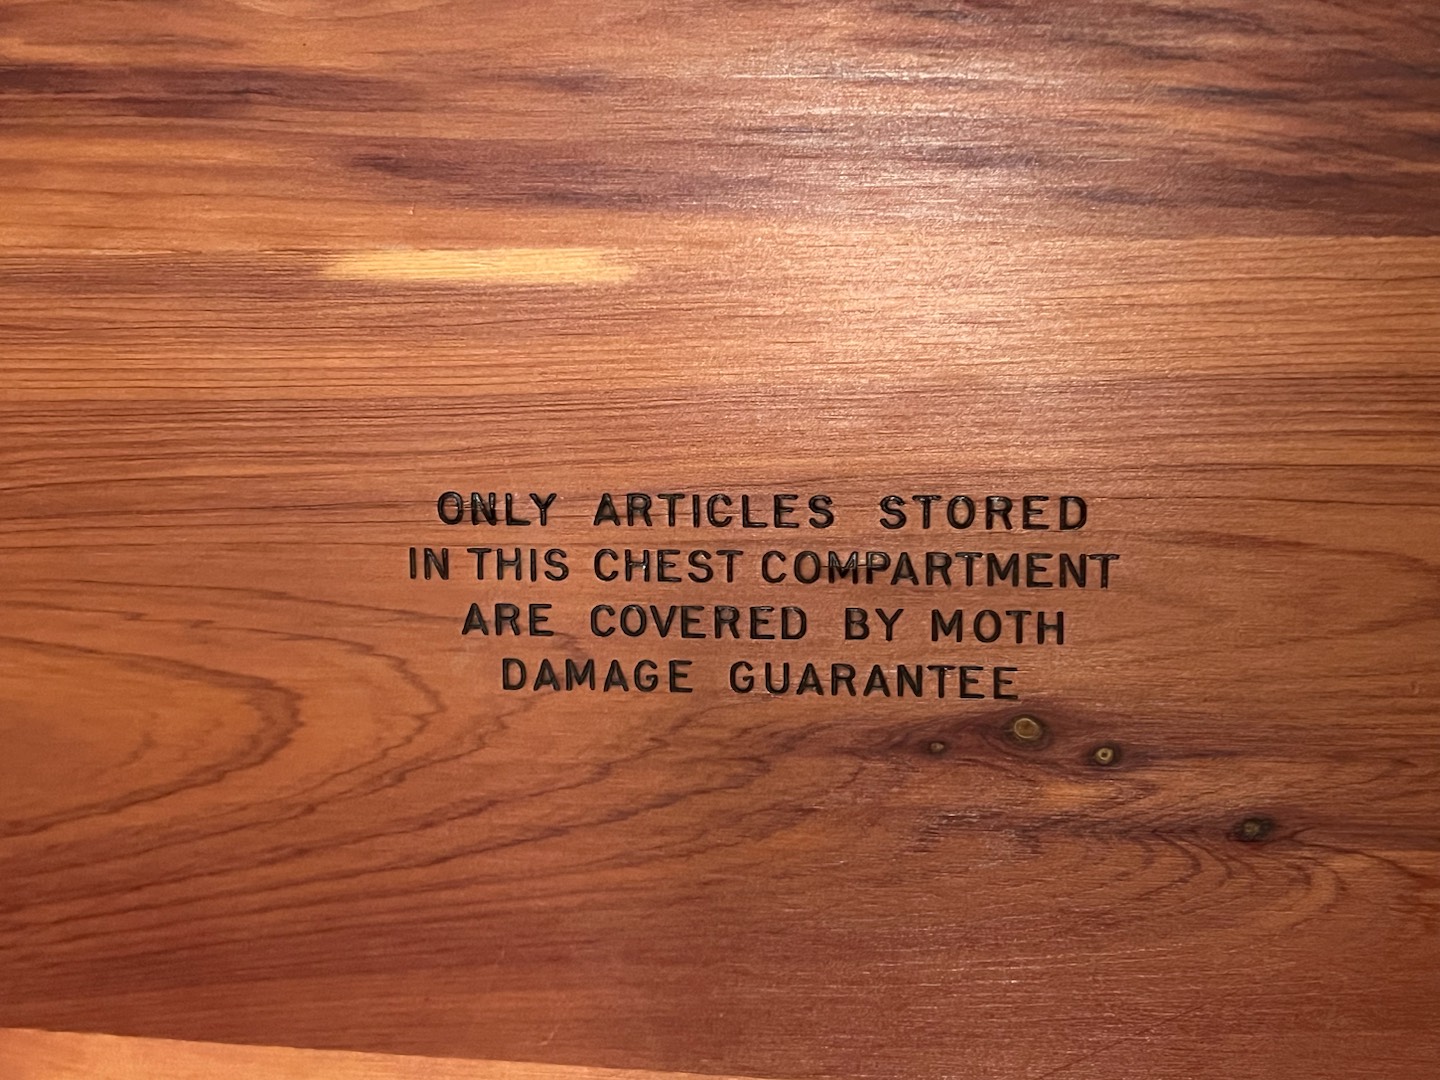 ONLY ARTICLES STORED
IN THIS CHEST COMPARTMENT
ARE COVERED BY MOTH
DAMAGE GUARANTEE